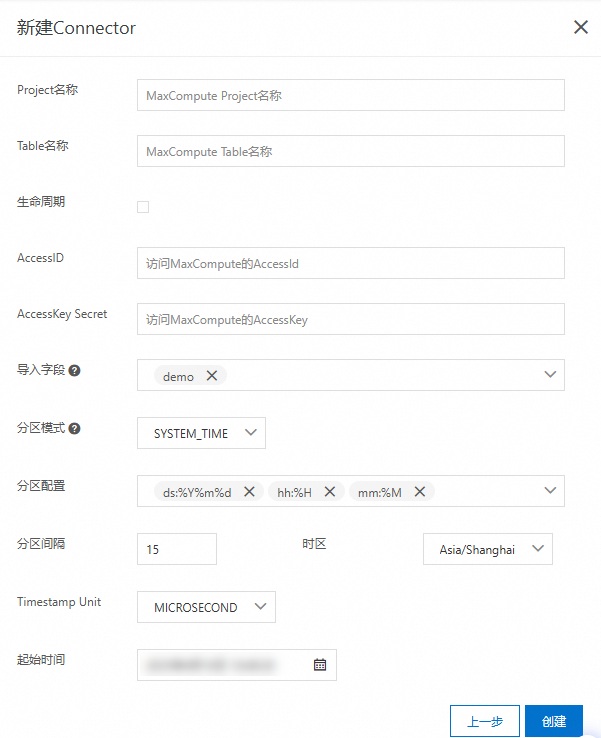 新建Connector
Project名称
MaxCompute Project名称
Table名称
MaxCompute Table名称
生命周期
AccessID
访问MaxCompute的AccessId
AccessKey Secret
访问MaxCompute的AccessKey
导入字段
demo
分区模式
SYSTEM_TIME
分区配置
ds:%Y%m%d hh:%H mm:%M
分区间隔 15 时区 Asia/Shanghai
Timestamp Unit MICROSECOND
起始时间
上一步 创建